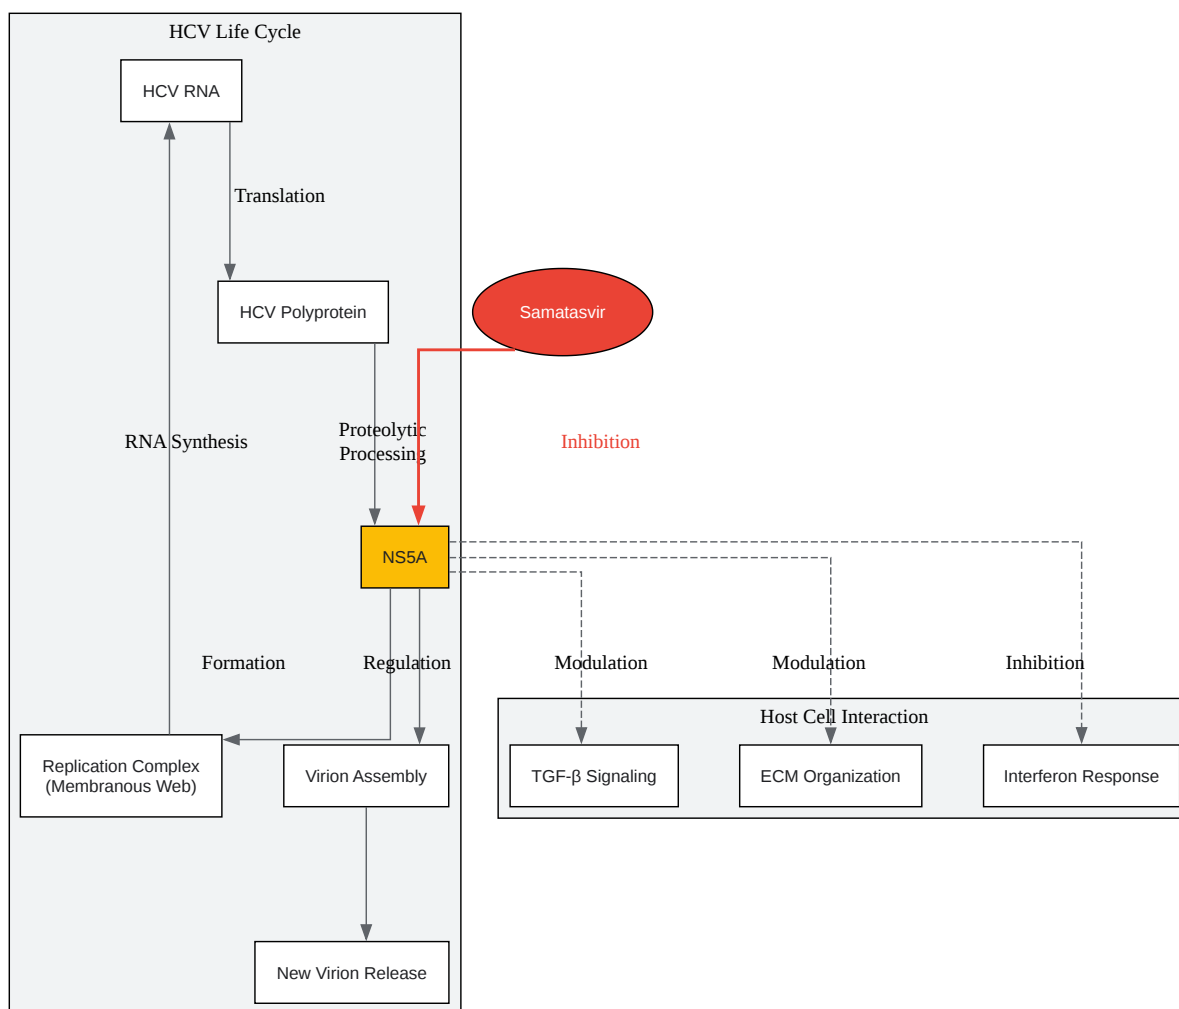 HCV Life Cycle
HCV RNA
Translation
HCV Polyprotein
Samatasvir
RNA Synthesis
Proteolytic
Processing
Inhibition
NS5A
Formation
Regulation
Modulation
Modulation
Inhibition
Host Cell Interaction
Replication Complex
(Membranous Web)
Virion Assembly
TGF-β Signaling
ECM Organization
Interferon Response
New Virion Release